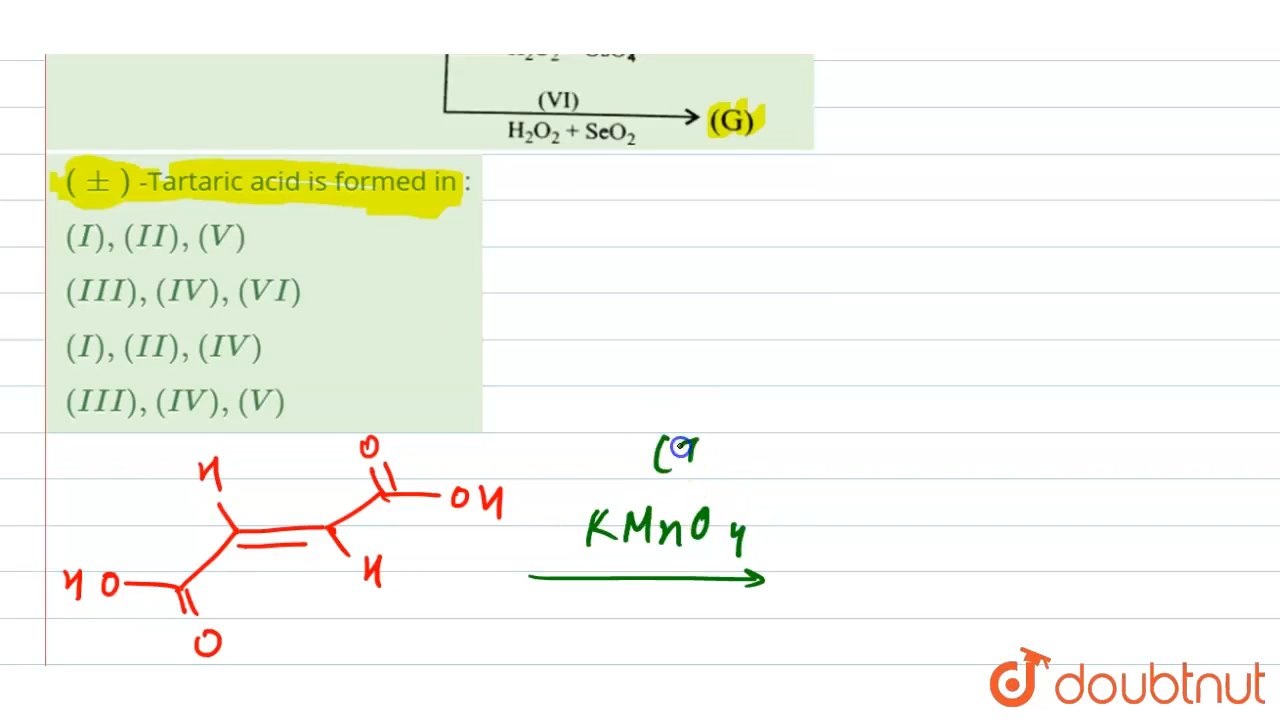 (VI)
H₂O₂ + SeO₂
(G)
( ± ) -Tartaric acid is formed in :
(I), (II), (V)
(III), (IV), (VI)
(I), (II), (IV)
(III), (IV), (V)
H
O
OH
KMnO₄
H
HO
O
doubtnut